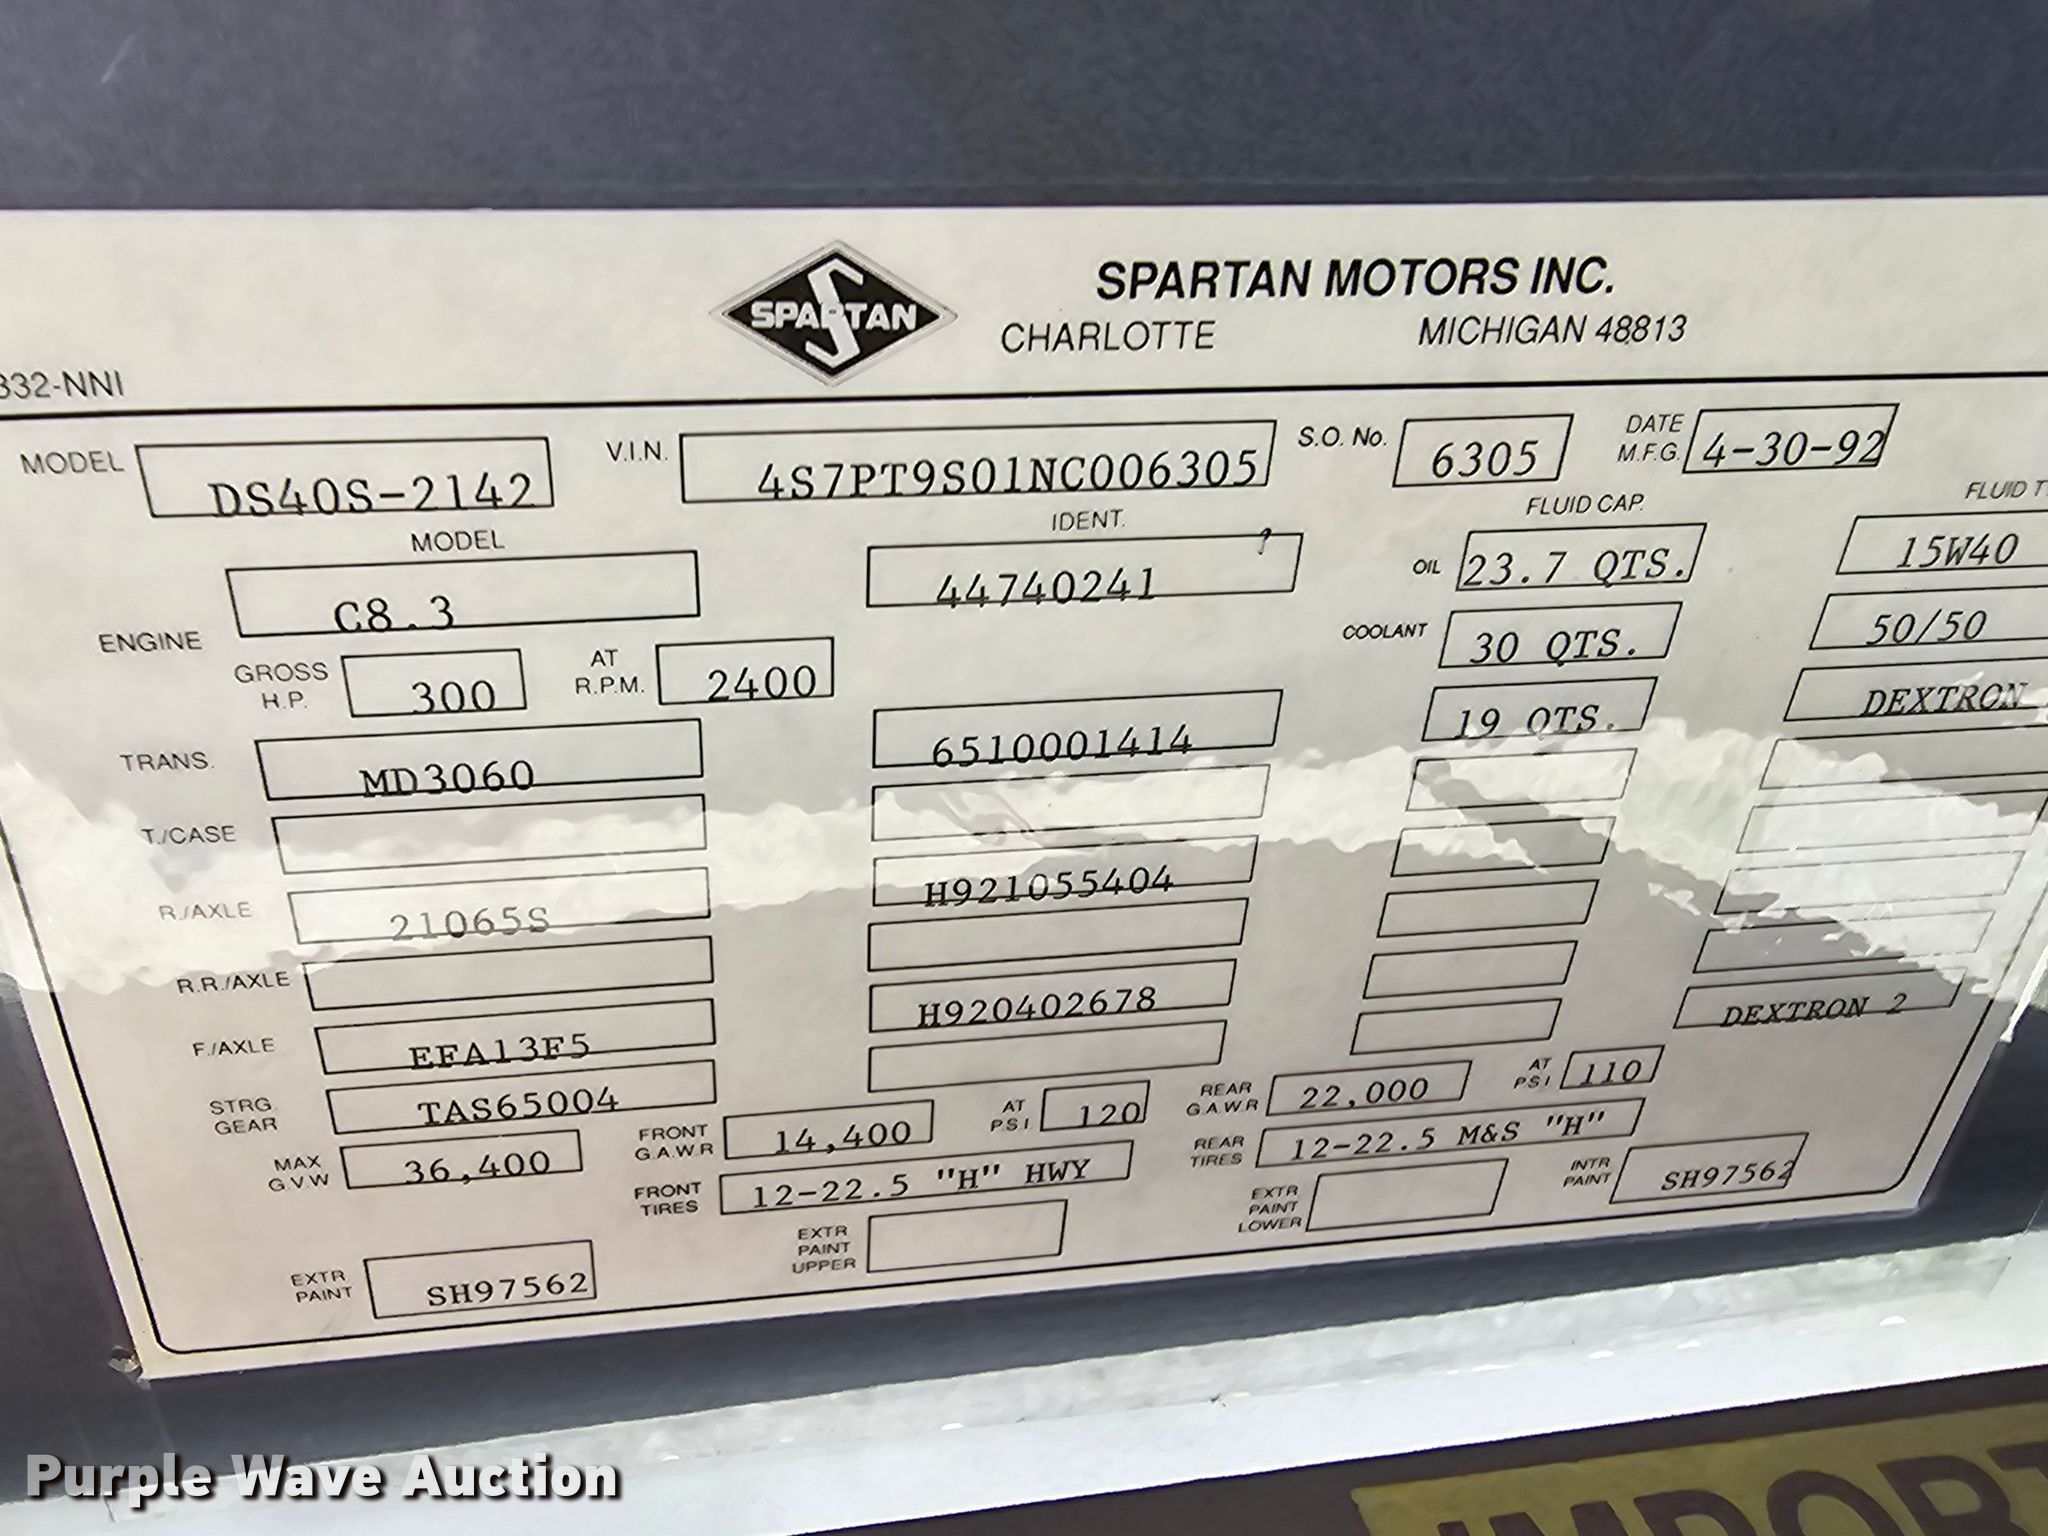 SPARTAN
SPARTAN MOTORS INC.
CHARLOTTE MICHIGAN 48813
332-NNI
MODEL DS40S-2142 V.I.N. 4S7PT9S01NC006305 S.O. No. 6305 DATE M.F.G. 4-30-92
MODEL IDENT. FLUID CAP. FLUID
ENGINE C8.3 44740241 OIL 23.7 QTS. 15W40
COOLANT 30 QTS. 50/50
GROSS H.P. 300 AT R.P.M. 2400
TRANS. MD3060 6510001414 19 QTS. DEXTRON
T./CASE
R./AXLE 21065S H921055404
R.R./AXLE
F./AXLE EFA13F5 H920402678
STRG. GEAR TAS65004 DEXTRON 2
MAX G.V.W 36,400 FRONT G.A.W.R 14,400 AT P.S.I. 120 REAR G.A.W.R 22,000 AT P.S.I 110
FRONT TIRES 12-22.5 "H" HWY REAR TIRES 12-22.5 M&S "H"
EXTR PAINT SH97562 EXTR PAINT UPPER EXTR PAINT LOWER INTR PAINT SH97562
Purple Wave Auction